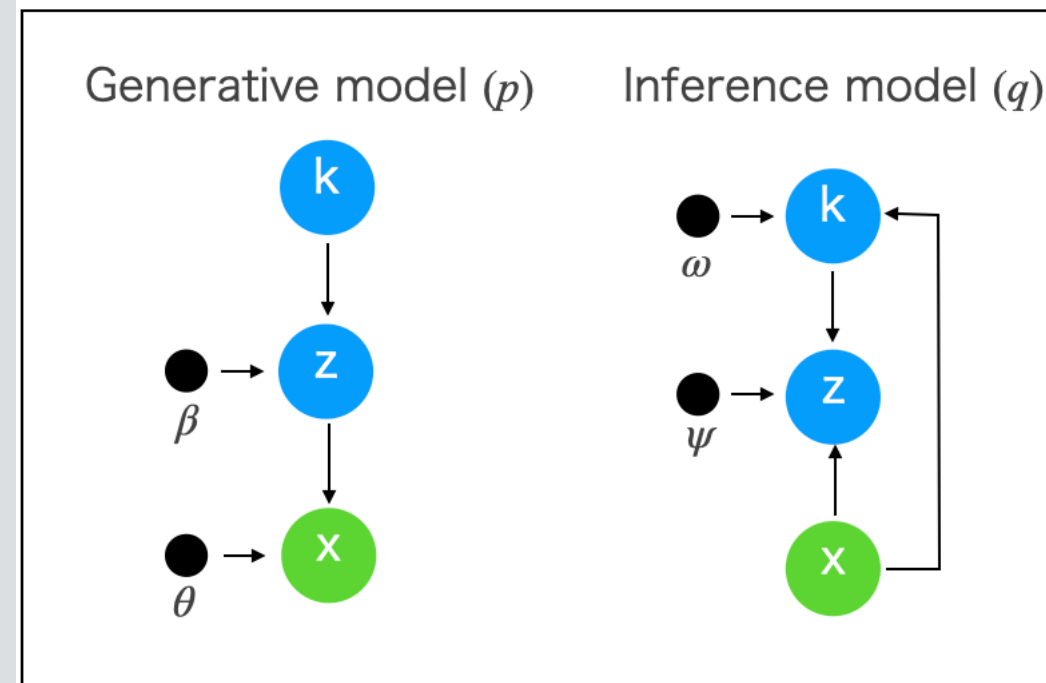 Generative model (p)
k
z
β
x
θ
Inference model (q)
k
ω
z
ψ
x